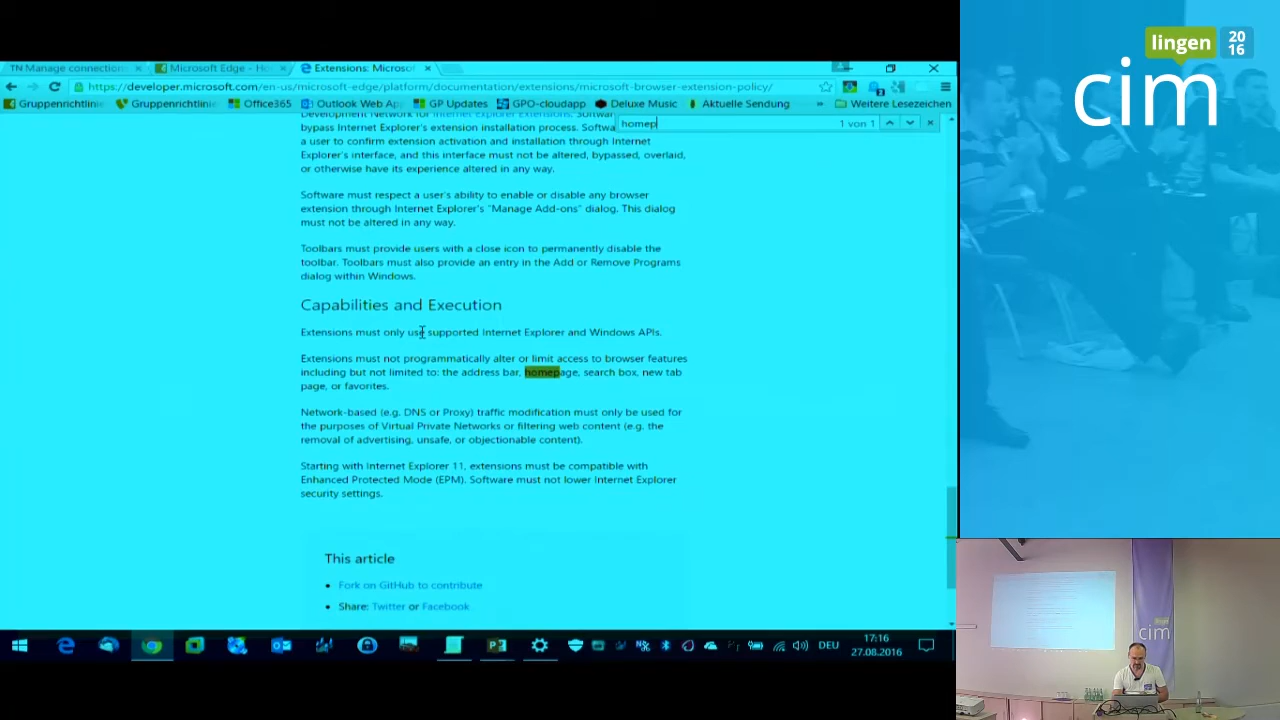 TN Manage connection
Microsoft Edge - Ho
Extensions: Microsof
https://developer.microsoft.com/en-us/microsoft-edge/platform/documentation/extensions/microsoft-browser-extension-policy/
Gruppenrichtlinie
Gruppenrichtlin
Office365
Outlook Web Ap
GP Updates
GPO-cloudapp
Deluxe Music
Aktuelle Sendung
»
Weitere Lesezeichen
homep
1 von 1
Development Network for Internet Explorer Extensions. Softwar
bypass Internet Explorer's extension installation process. Softwa
a user to confirm extension activation and installation through Internet
Explorer's interface, and this interface must not be altered, bypassed, overlaid,
or otherwise have its experience altered in any way.
Software must respect a user's ability to enable or disable any browser
extension through Internet Explorer's "Manage Add-ons" dialog. This dialog
must not be altered in any way.
Toolbars must provide users with a close icon to permanently disable the
toolbar. Toolbars must also provide an entry in the Add or Remove Programs
dialog within Windows.
Capabilities and Execution
Extensions must only use supported Internet Explorer and Windows APIs.
Extensions must not programmatically alter or limit access to browser features
including but not limited to: the address bar, homepage, search box, new tab
page, or favorites.
Network-based (e.g. DNS or Proxy) traffic modification must only be used for
the purposes of Virtual Private Networks or filtering web content (e.g. the
removal of advertising, unsafe, or objectionable content).
Starting with Internet Explorer 11, extensions must be compatible with
Enhanced Protected Mode (EPM). Software must not lower Internet Explorer
security settings.
This article
• Fork on GitHub to contribute
• Share: Twitter or Facebook
DEU
17:16
27.08.2016
lingen
20
16
cim
cim